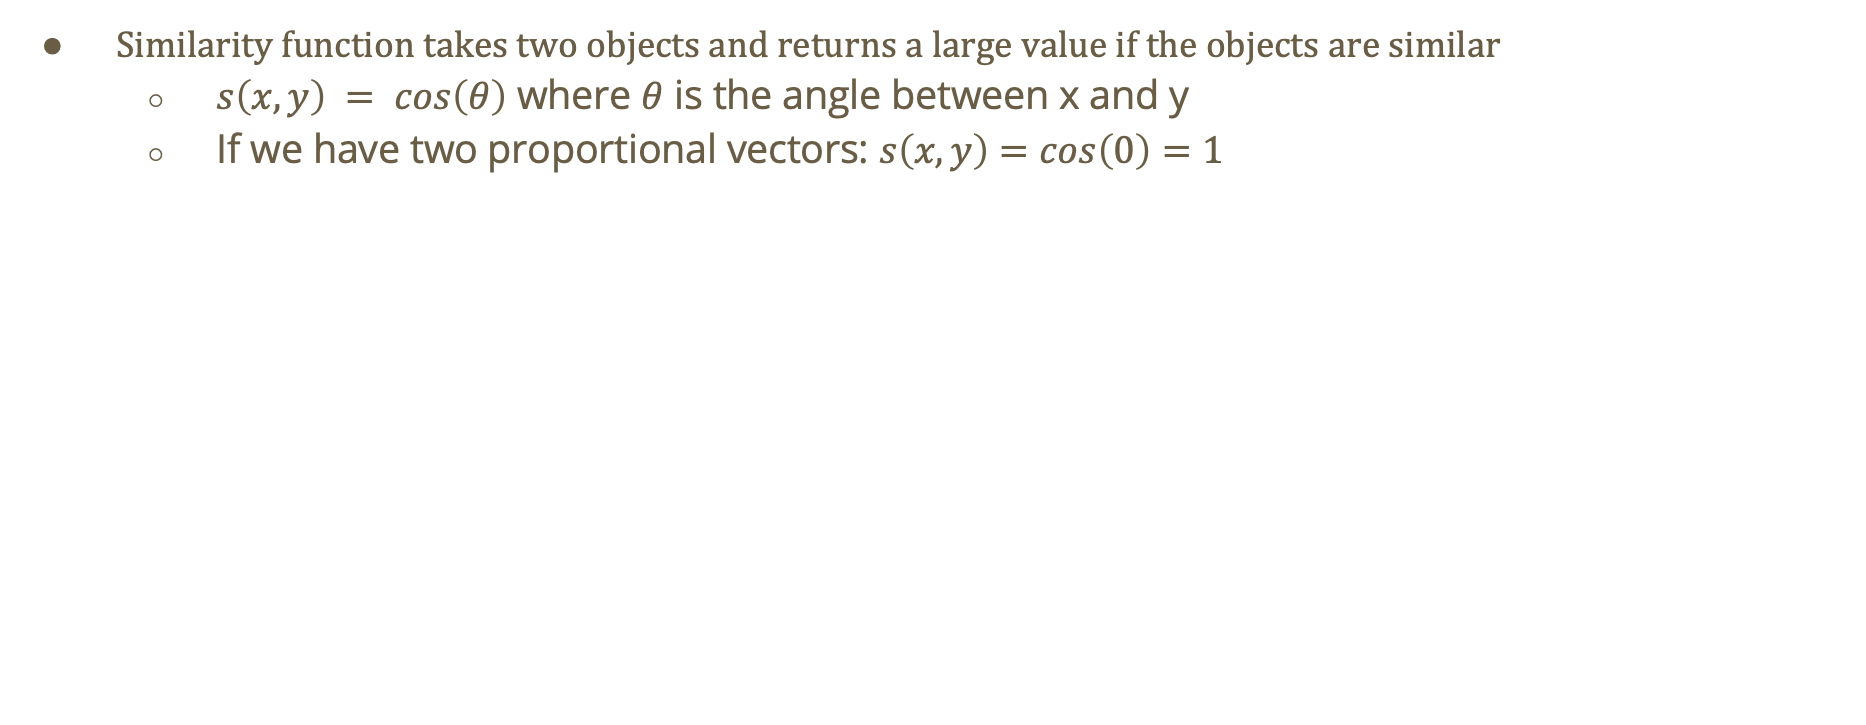 ● Similarity function takes two objects and returns a large value if the objects are similar
○ s(x, y) = cos(θ) where θ is the angle between x and y
○ If we have two proportional vectors: s(x, y) = cos(0) = 1